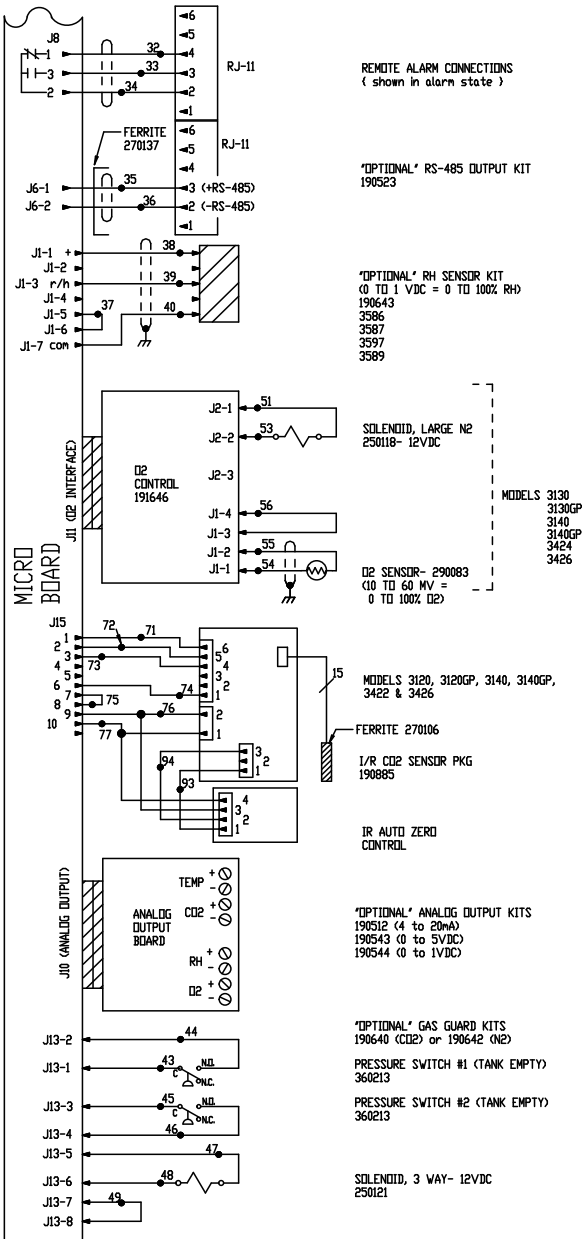 J8
1
3
2
32
33
34
6
5
4
3
2
1
RJ-11
REMOTE ALARM CONNECTIONS
( shown in alarm state )
FERRITE
270137
6
5
4
3 (+RS-485)
2 (-RS-485)
1
RJ-11
"OPTIONAL" RS-485 OUTPUT KIT
190523
J6-1
J6-2
35
36
J1-1 +
J1-2
J1-3 r/h
J1-4
J1-5
J1-6
J1-7 com
37
38
39
40
"OPTIONAL" RH SENSOR KIT
(0 TO 1 VDC = 0 TO 100% RH)
190643
3586
3587
3597
3589
MICRO
BOARD
J11 (O2 INTERFACE)
O2
CONTROL
191646
J2-1
J2-2
J2-3
J1-4
J1-3
J1-2
J1-1
51
53
56
55
54
SOLENOID, LARGE N2
250118- 12VDC
O2 SENSOR- 290083
(10 TO 60 MV =
0 TO 100% O2)
MODELS 3130
3130GP
3140
3140GP
3424
3426
J15
1
2
3
4
5
6
7
8
9
10
72
71
73
74
75
76
77
94
93
6
5
4
3
2
1
2
1
3
2
1
15
4
3
2
1
MODELS 3120, 3120GP, 3140, 3140GP,
3422 & 3426
FERRITE 270106
I/R CO2 SENSOR PKG
190885
IR AUTO ZERO
CONTROL
J10 (ANALOG OUTPUT)
ANALOG
OUTPUT
BOARD
TEMP + -
CO2 + -
RH + -
O2 + -
"OPTIONAL" ANALOG OUTPUT KITS
190512 (4 to 20mA)
190543 (0 to 5VDC)
190544 (0 to 1VDC)
"OPTIONAL" GAS GUARD KITS
190640 (CO2) or 190642 (N2)
J13-2
J13-1
J13-3
J13-4
J13-5
J13-6
J13-7
J13-8
44
43
C
N.O.
N.C.
45
C
N.O.
N.C.
46
47
48
49
PRESSURE SWITCH #1 (TANK EMPTY)
360213
PRESSURE SWITCH #2 (TANK EMPTY)
360213
SOLENOID, 3 WAY- 12VDC
250121